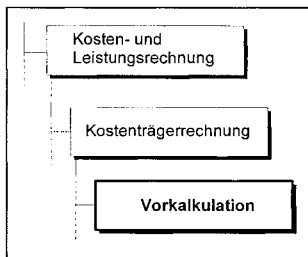 Kosten- und
Leistungsrechnung
Kostenträgerrechnung
Vorkalkulation